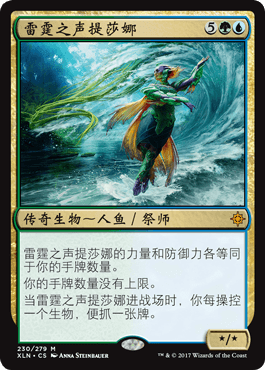 雷霆之声提莎娜 5
传奇生物~人鱼/祭师
雷霆之声提莎娜的力量和防御力各等同
于你的手牌数量。
你的手牌数量没有上限。
当雷霆之声提莎娜进战场时，你每操控
一个生物，便抓一张牌。
*/*
230/279 M
XLN • CS Anna Steinbauer
™ & © 2017 Wizards of the Coast